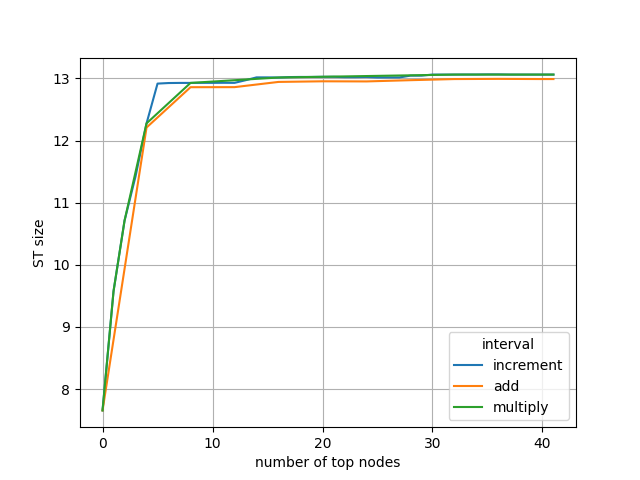 13
12
11
10
9
8
ST size
0
10
20
30
40
number of top nodes
interval
increment
add
multiply